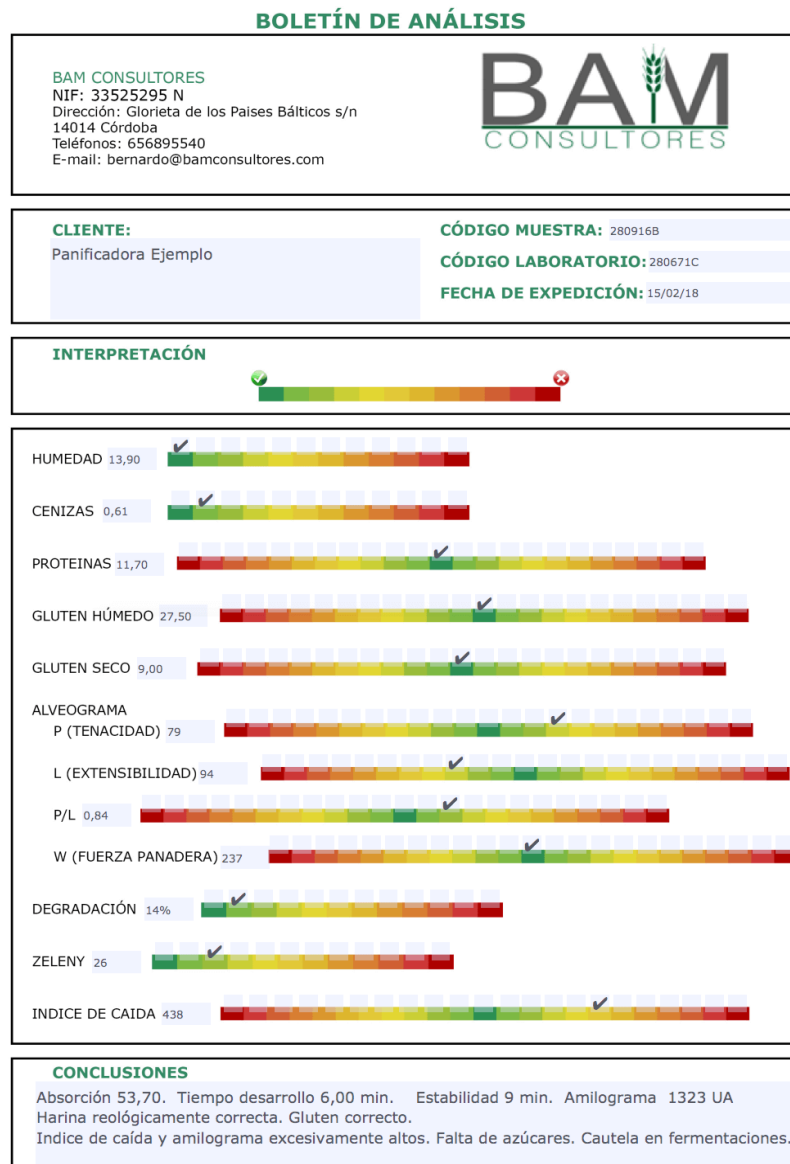 BOLETÍN DE ANÁLISIS
BAM CONSULTORES
NIF: 33525295 N
Dirección: Glorieta de los Paises Bálticos s/n
14014 Córdoba
Teléfonos: 656895540
E-mail: bernardo@bamconsultores.com
BAM
CONSULTORES
CLIENTE:
Panificadora Ejemplo
CÓDIGO MUESTRA: 280916B
CÓDIGO LABORATORIO: 280671C
FECHA DE EXPEDICIÓN: 15/02/18
INTERPRETACIÓN
HUMEDAD 13,90
CENIZAS 0,61
PROTEINAS 11,70
GLUTEN HÚMEDO 27,50
GLUTEN SECO 9,00
ALVEOGRAMA
P (TENACIDAD) 79
L (EXTENSIBILIDAD) 94
P/L 0,84
W (FUERZA PANADERA) 237
DEGRADACIÓN 14%
ZELENY 26
INDICE DE CAIDA 438
CONCLUSIONES
Absorción 53,70. Tiempo desarrollo 6,00 min. Estabilidad 9 min. Amilograma 1323 UA
Harina reológicamente correcta. Gluten correcto.
Indice de caída y amilograma excesivamente altos. Falta de azúcares. Cautela en fermentaciones.